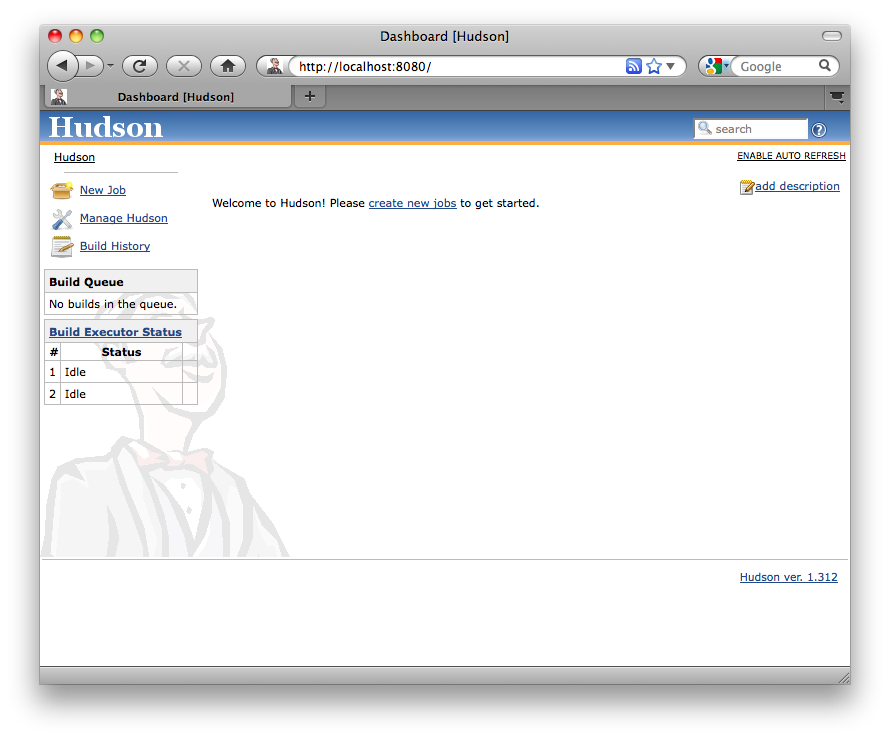 Dashboard [Hudson]
http://localhost:8080/
Google
Dashboard [Hudson]
Hudson
search
Hudson
ENABLE AUTO REFRESH
New Job
add description
Welcome to Hudson! Please create new jobs to get started.
Manage Hudson
Build History
Build Queue
No builds in the queue.
Build Executor Status
# Status
1 Idle
2 Idle
Hudson ver. 1.312